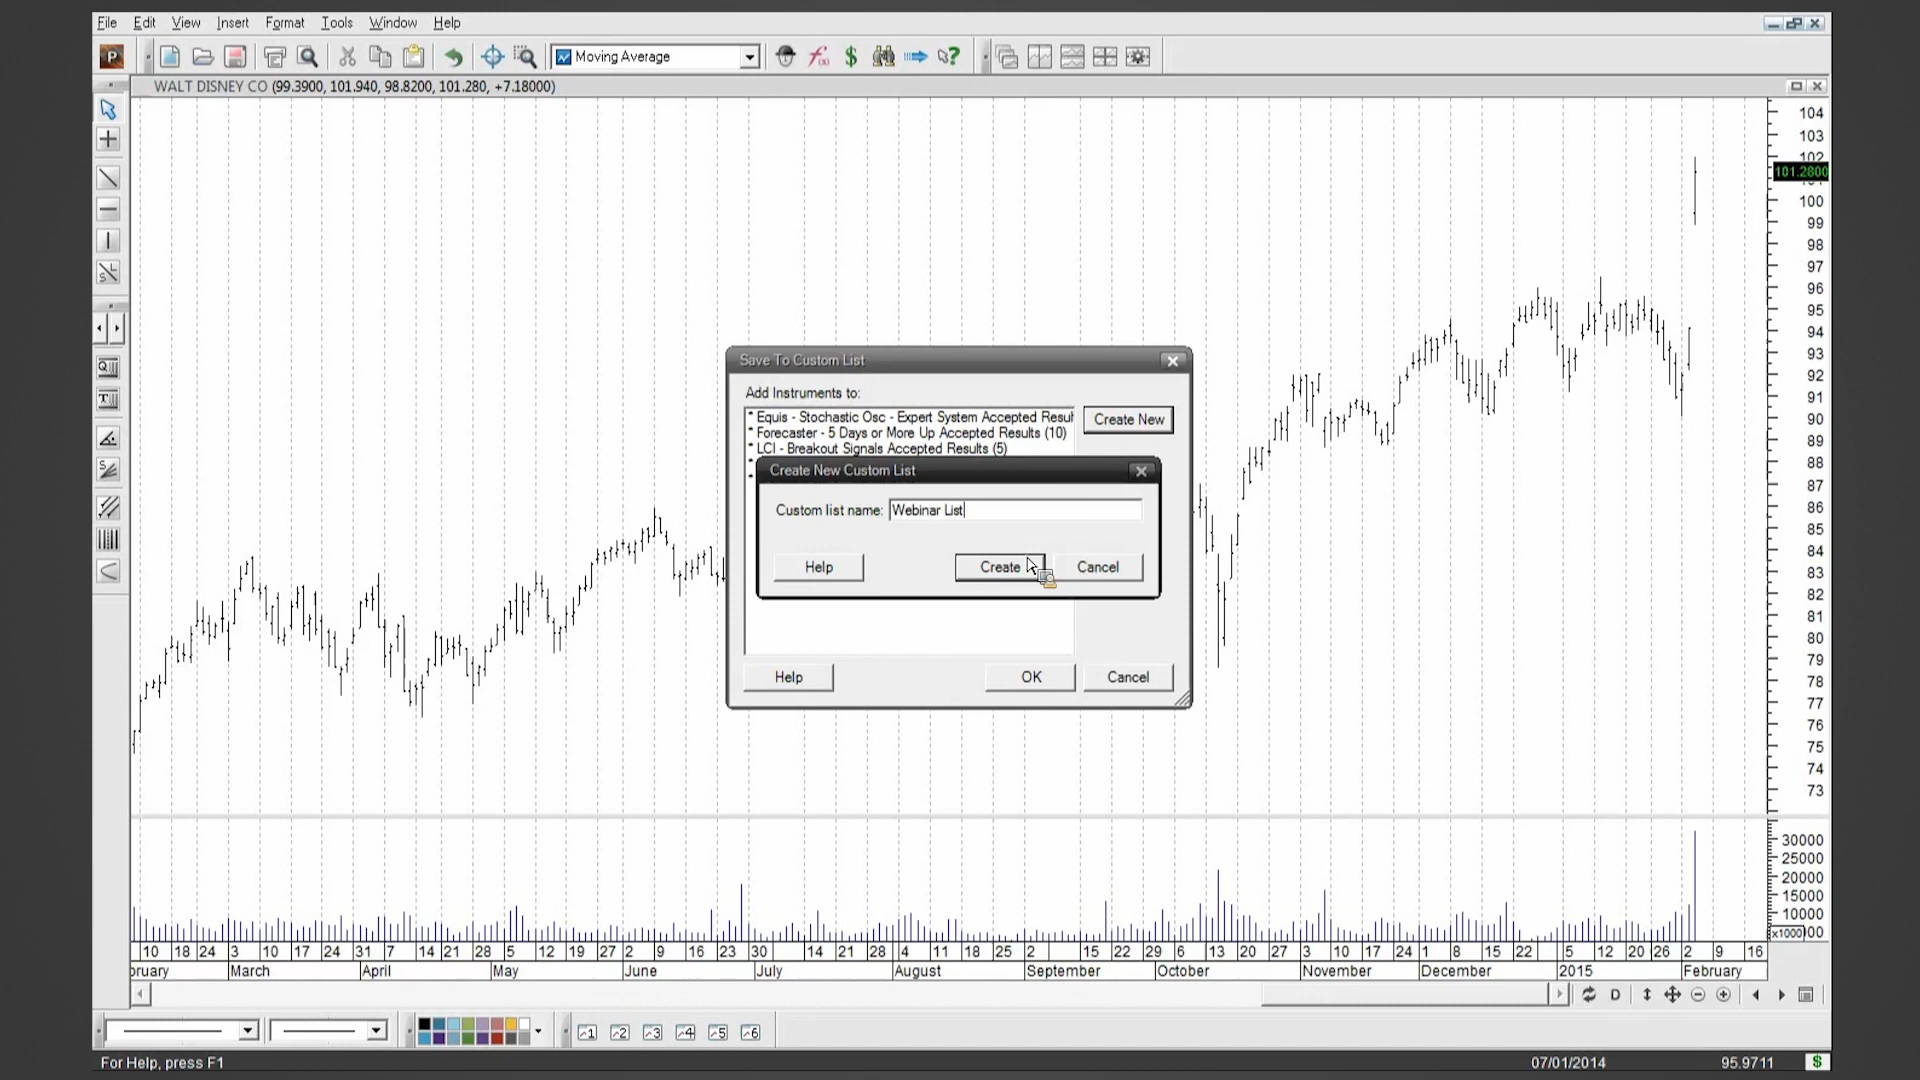 File Edit View Insert Format Tools Window Help
P Moving Average $ ?
WALT DISNEY CO (99.3900, 101.940, 98.8200, 101.280, +7.18000)
104
103
102
101.2800
100
99
98
97
96
95
94
93
92
91
90
89
88
87
86
85
84
83
82
81
80
79
78
77
76
75
74
73
Save To Custom List
Add Instruments to:
* Equis - Stochastic Osc - Expert System Accepted Resul
* Forecaster - 5 Days or More Up Accepted Results (10)
* LCI - Breakout Signals Accepted Results (5)
Create New
Create New Custom List
Custom list name: Webinar List
Help Create Cancel
Help OK Cancel
30000
25000
20000
15000
10000
x1000
10 18 24 3 10 17 24 31 7 14 21 28 5 12 19 27 2 9 16 23 30 14 21 28 4 11 18 25 2 15 22 29 6 13 20 27 3 10 17 24 1 8 15 22 5 12 20 26 2 9 16
bruary March April May June July August September October November December 2015 February
D
1 2 3 4 5 6
For Help, press F1 07/01/2014 95.9711 $